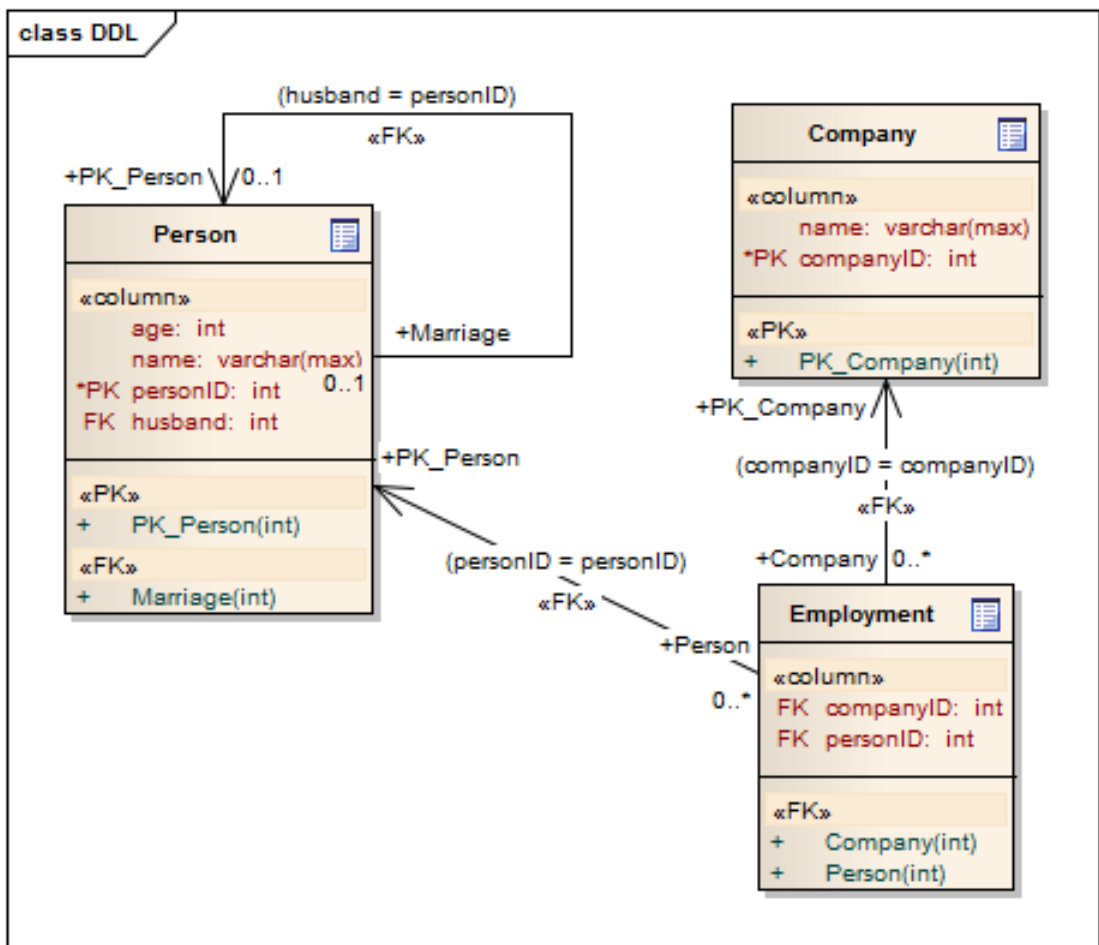 class DDL
(husband = personID)
«FK»
+PK_Person
0..1
Person
«column»
age: int
name: varchar(max)
*PK personID: int
FK husband: int
«PK»
+ PK_Person(int)
«FK»
+ Marriage(int)
+Marriage
0..1
Company
«column»
name: varchar(max)
*PK companyID: int
«PK»
+ PK_Company(int)
+PK_Company
(companyID = companyID)
«FK»
+Company
0..*
+PK_Person
(personID = personID)
«FK»
+Person
0..*
Employment
«column»
FK companyID: int
FK personID: int
«FK»
+ Company(int)
+ Person(int)